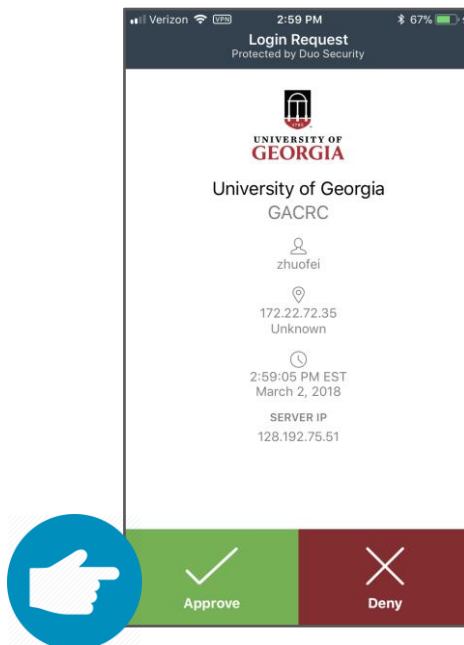 Verizon VPN 2:59 PM 67%
Login Request
Protected by Duo Security
1785
UNIVERSITY OF
GEORGIA
University of Georgia
GACRC
zhuofei
172.22.72.35
Unknown
2:59:05 PM EST
March 2, 2018
SERVER IP
128.192.75.51
Approve Deny